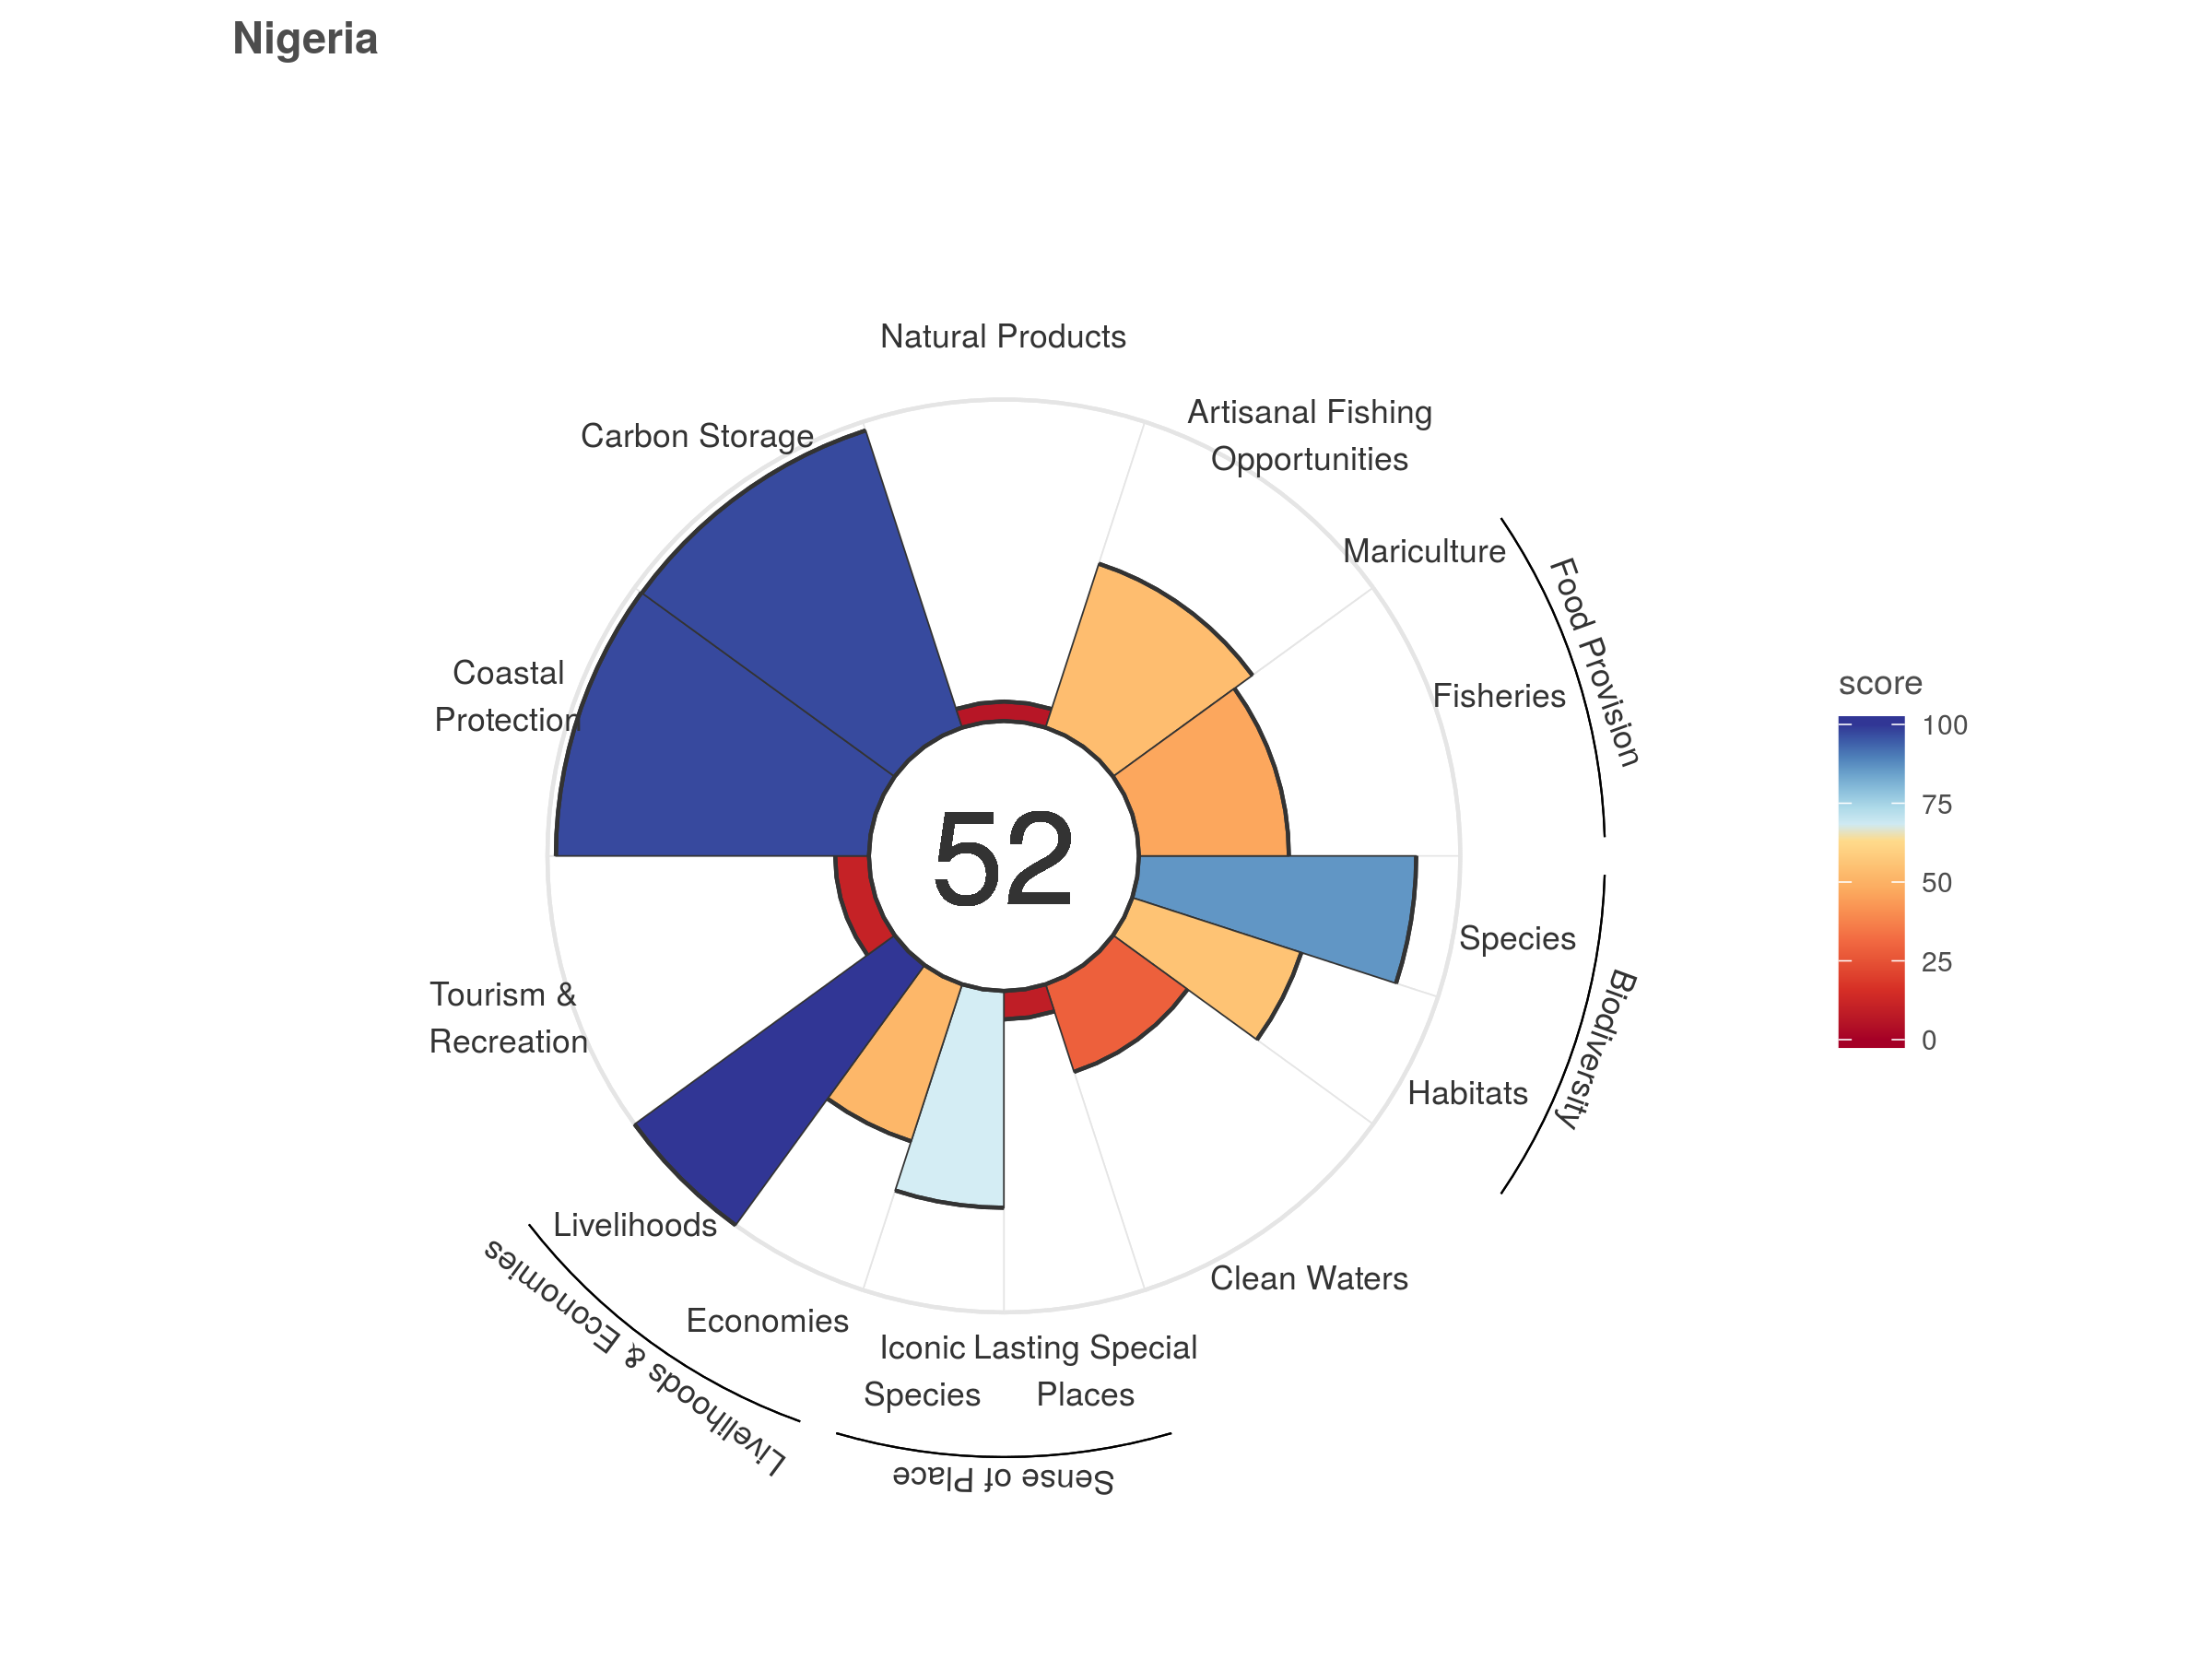 Nigeria
Natural Products
Artisanal Fishing
Opportunities
Carbon Storage
Mariculture
Food Provision
Fisheries
Coastal
Protection
score
100
75
50
25
0
52
Species
Biodiversity
Tourism &
Recreation
Habitats
Livelihoods
Livelihoods & Economies
Clean Waters
Economies
Iconic
Species
Lasting Special
Places
Sense of Place